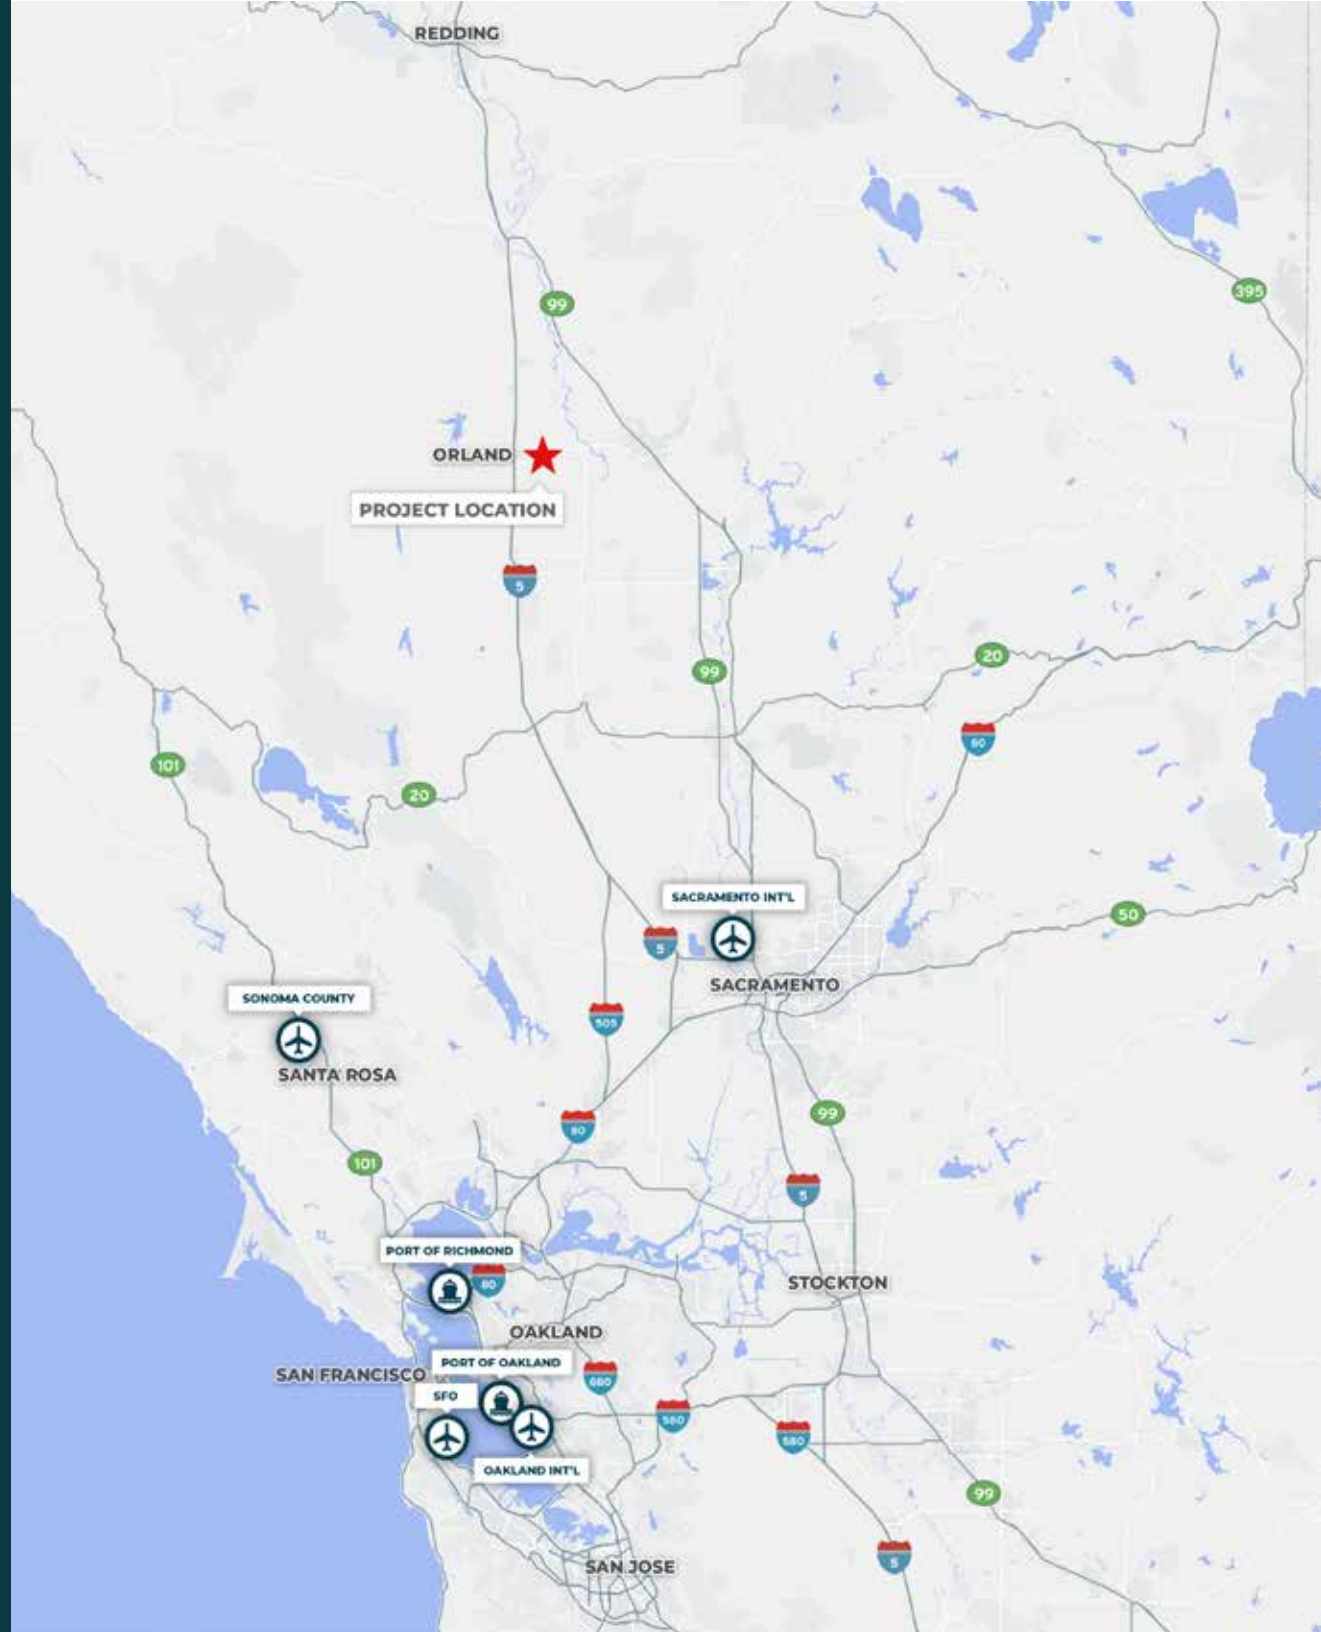 REDDING
99
395
ORLAND
PROJECT LOCATION
5
20
99
80
101
20
SACRAMENTO INT'L
50
5
SACRAMENTO
SONOMA COUNTY
505
SANTA ROSA
99
80
101
5
PORT OF RICHMOND
80
STOCKTON
OAKLAND
PORT OF OAKLAND
SAN FRANCISCO
680
SFO
580
580
OAKLAND INT'L
99
5
SAN JOSE